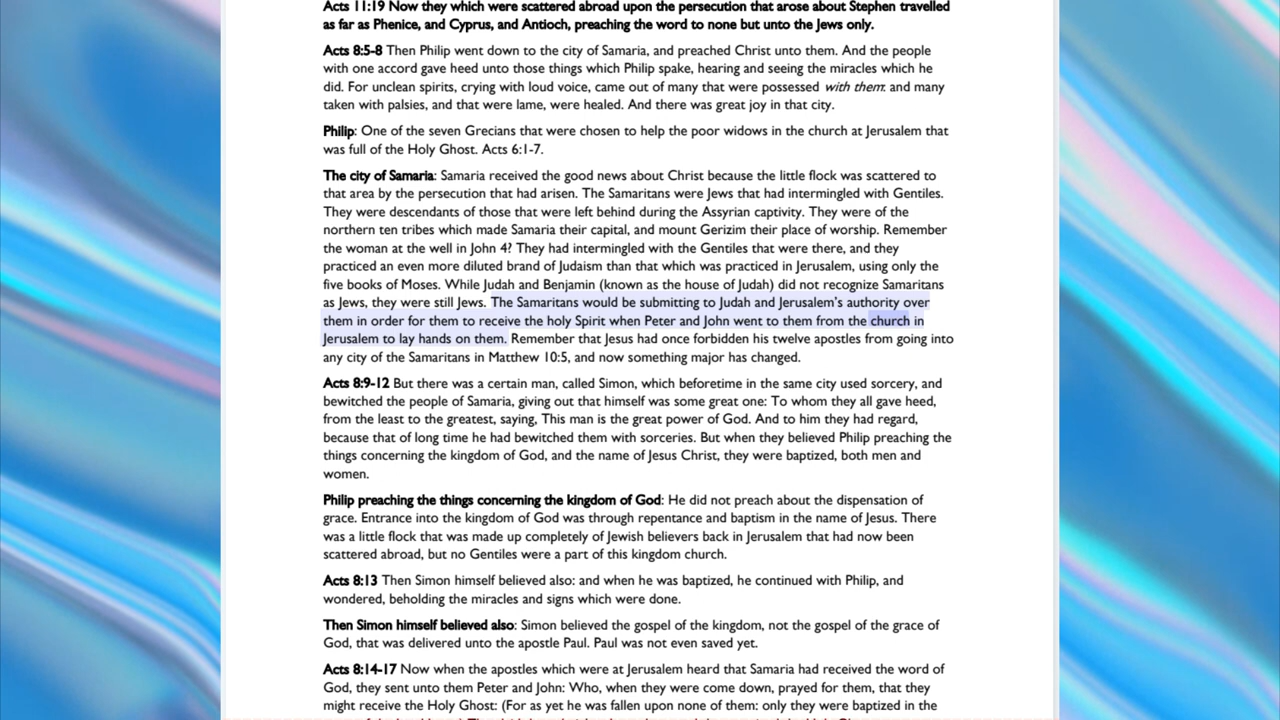 Acts 11:19 Now they which were scattered abroad upon the persecution that arose about Stephen travelled
as far as Phenice, and Cyprus, and Antioch, preaching the word to none but unto the Jews only.
Acts 8:5-8 Then Philip went down to the city of Samaria, and preached Christ unto them. And the people
with one accord gave heed unto those things which Philip spake, hearing and seeing the miracles which he
did. For unclean spirits, crying with loud voice, came out of many that were possessed with them: and many
taken with palsies, and that were lame, were healed. And there was great joy in that city.
Philip: One of the seven Grecians that were chosen to help the poor widows in the church at Jerusalem that
was full of the Holy Ghost. Acts 6:1-7.
The city of Samaria: Samaria received the good news about Christ because the little flock was scattered to
that area by the persecution that had arisen. The Samaritans were Jews that had intermingled with Gentiles.
They were descendants of those that were left behind during the Assyrian captivity. They were of the
northern ten tribes which made Samaria their capital, and mount Gerizim their place of worship. Remember
the woman at the well in John 4? They had intermingled with the Gentiles that were there, and they
practiced an even more diluted brand of Judaism than that which was practiced in Jerusalem, using only the
five books of Moses. While Judah and Benjamin (known as the house of Judah) did not recognize Samaritans
as Jews, they were still Jews. The Samaritans would be submitting to Judah and Jerusalem's authority over
them in order for them to receive the holy Spirit when Peter and John went to them from the church in
Jerusalem to lay hands on them. Remember that Jesus had once forbidden his twelve apostles from going into
any city of the Samaritans in Matthew 10:5, and now something major has changed.
Acts 8:9-12 But there was a certain man, called Simon, which beforetime in the same city used sorcery, and
bewitched the people of Samaria, giving out that himself was some great one: To whom they all gave heed,
from the least to the greatest, saying, This man is the great power of God. And to him they had regard,
because that of long time he had bewitched them with sorceries. But when they believed Philip preaching the
things concerning the kingdom of God, and the name of Jesus Christ, they were baptized, both men and
women.
Philip preaching the things concerning the kingdom of God: He did not preach about the dispensation of
grace. Entrance into the kingdom of God was through repentance and baptism in the name of Jesus. There
was a little flock that was made up completely of Jewish believers back in Jerusalem that had now been
scattered abroad, but no Gentiles were a part of this kingdom church.
Acts 8:13 Then Simon himself believed also: and when he was baptized, he continued with Philip, and
wondered, beholding the miracles and signs which were done.
Then Simon himself believed also: Simon believed the gospel of the kingdom, not the gospel of the grace of
God, that was delivered unto the apostle Paul. Paul was not even saved yet.
Acts 8:14-17 Now when the apostles which were at Jerusalem heard that Samaria had received the word of
God, they sent unto them Peter and John: Who, when they were come down, prayed for them, that they
might receive the Holy Ghost: (For as yet he was fallen upon none of them: only they were baptized in the